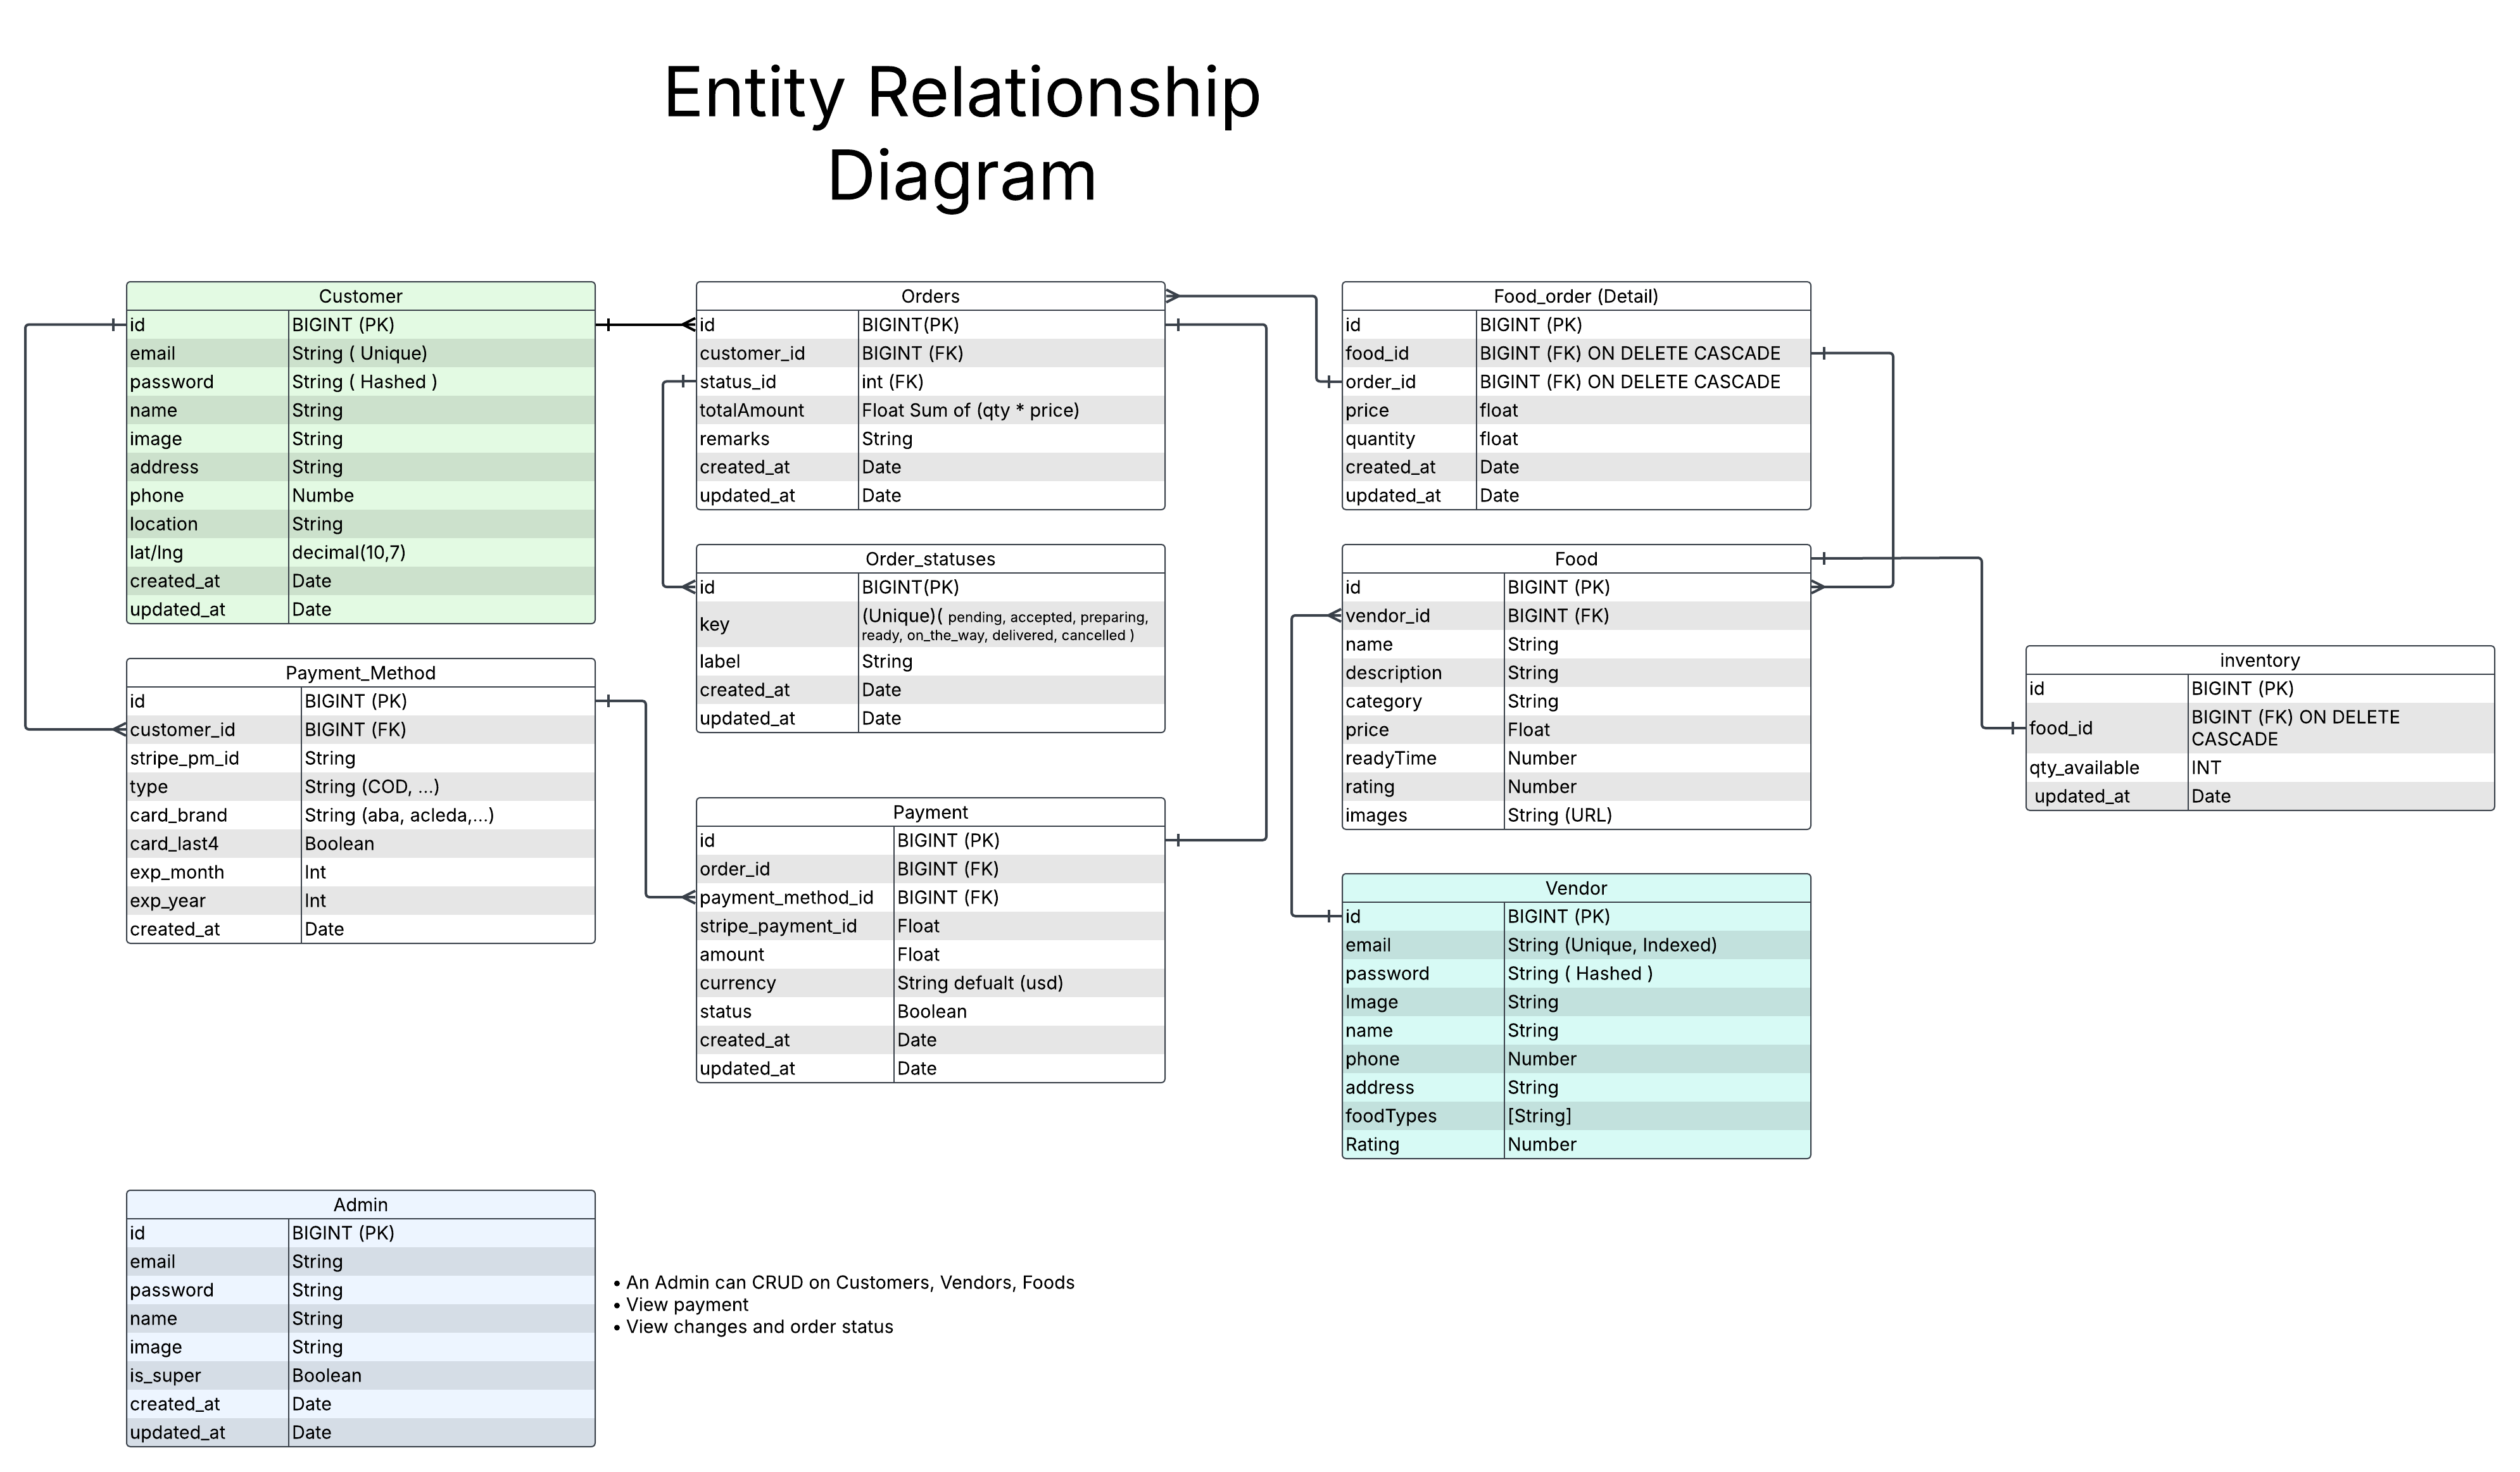 Entity Relationship
Diagram
Customer
id BIGINT (PK)
email String ( Unique)
password String ( Hashed )
name String
image String
address String
phone Numbe
location String
lat/lng decimal(10,7)
created_at Date
updated_at Date
Orders
id BIGINT(PK)
customer_id BIGINT (FK)
status_id int (FK)
totalAmount Float Sum of (qty * price)
remarks String
created_at Date
updated_at Date
Food_order (Detail)
id BIGINT (PK)
food_id BIGINT (FK) ON DELETE CASCADE
order_id BIGINT (FK) ON DELETE CASCADE
price float
quantity float
created_at Date
updated_at Date
Order_statuses
id BIGINT(PK)
key (Unique)( pending, accepted, preparing,
ready, on_the_way, delivered, cancelled )
label String
created_at Date
updated_at Date
Food
id BIGINT (PK)
vendor_id BIGINT (FK)
name String
description String
category String
price Float
readyTime Number
rating Number
images String (URL)
inventory
id BIGINT (PK)
food_id BIGINT (FK) ON DELETE
CASCADE
qty_available INT
updated_at Date
Payment_Method
id BIGINT (PK)
customer_id BIGINT (FK)
stripe_pm_id String
type String (COD, ...)
card_brand String (aba, acleda,...)
card_last4 Boolean
exp_month Int
exp_year Int
created_at Date
Payment
id BIGINT (PK)
order_id BIGINT (FK)
payment_method_id BIGINT (FK)
stripe_payment_id Float
amount Float
currency String defualt (usd)
status Boolean
created_at Date
updated_at Date
Vendor
id BIGINT (PK)
email String (Unique, Indexed)
password String ( Hashed )
Image String
name String
phone Number
address String
foodTypes [String]
Rating Number
Admin
id BIGINT (PK)
email String
password String
name String
image String
is_super Boolean
created_at Date
updated_at Date
• An Admin can CRUD on Customers, Vendors, Foods
• View payment
• View changes and order status